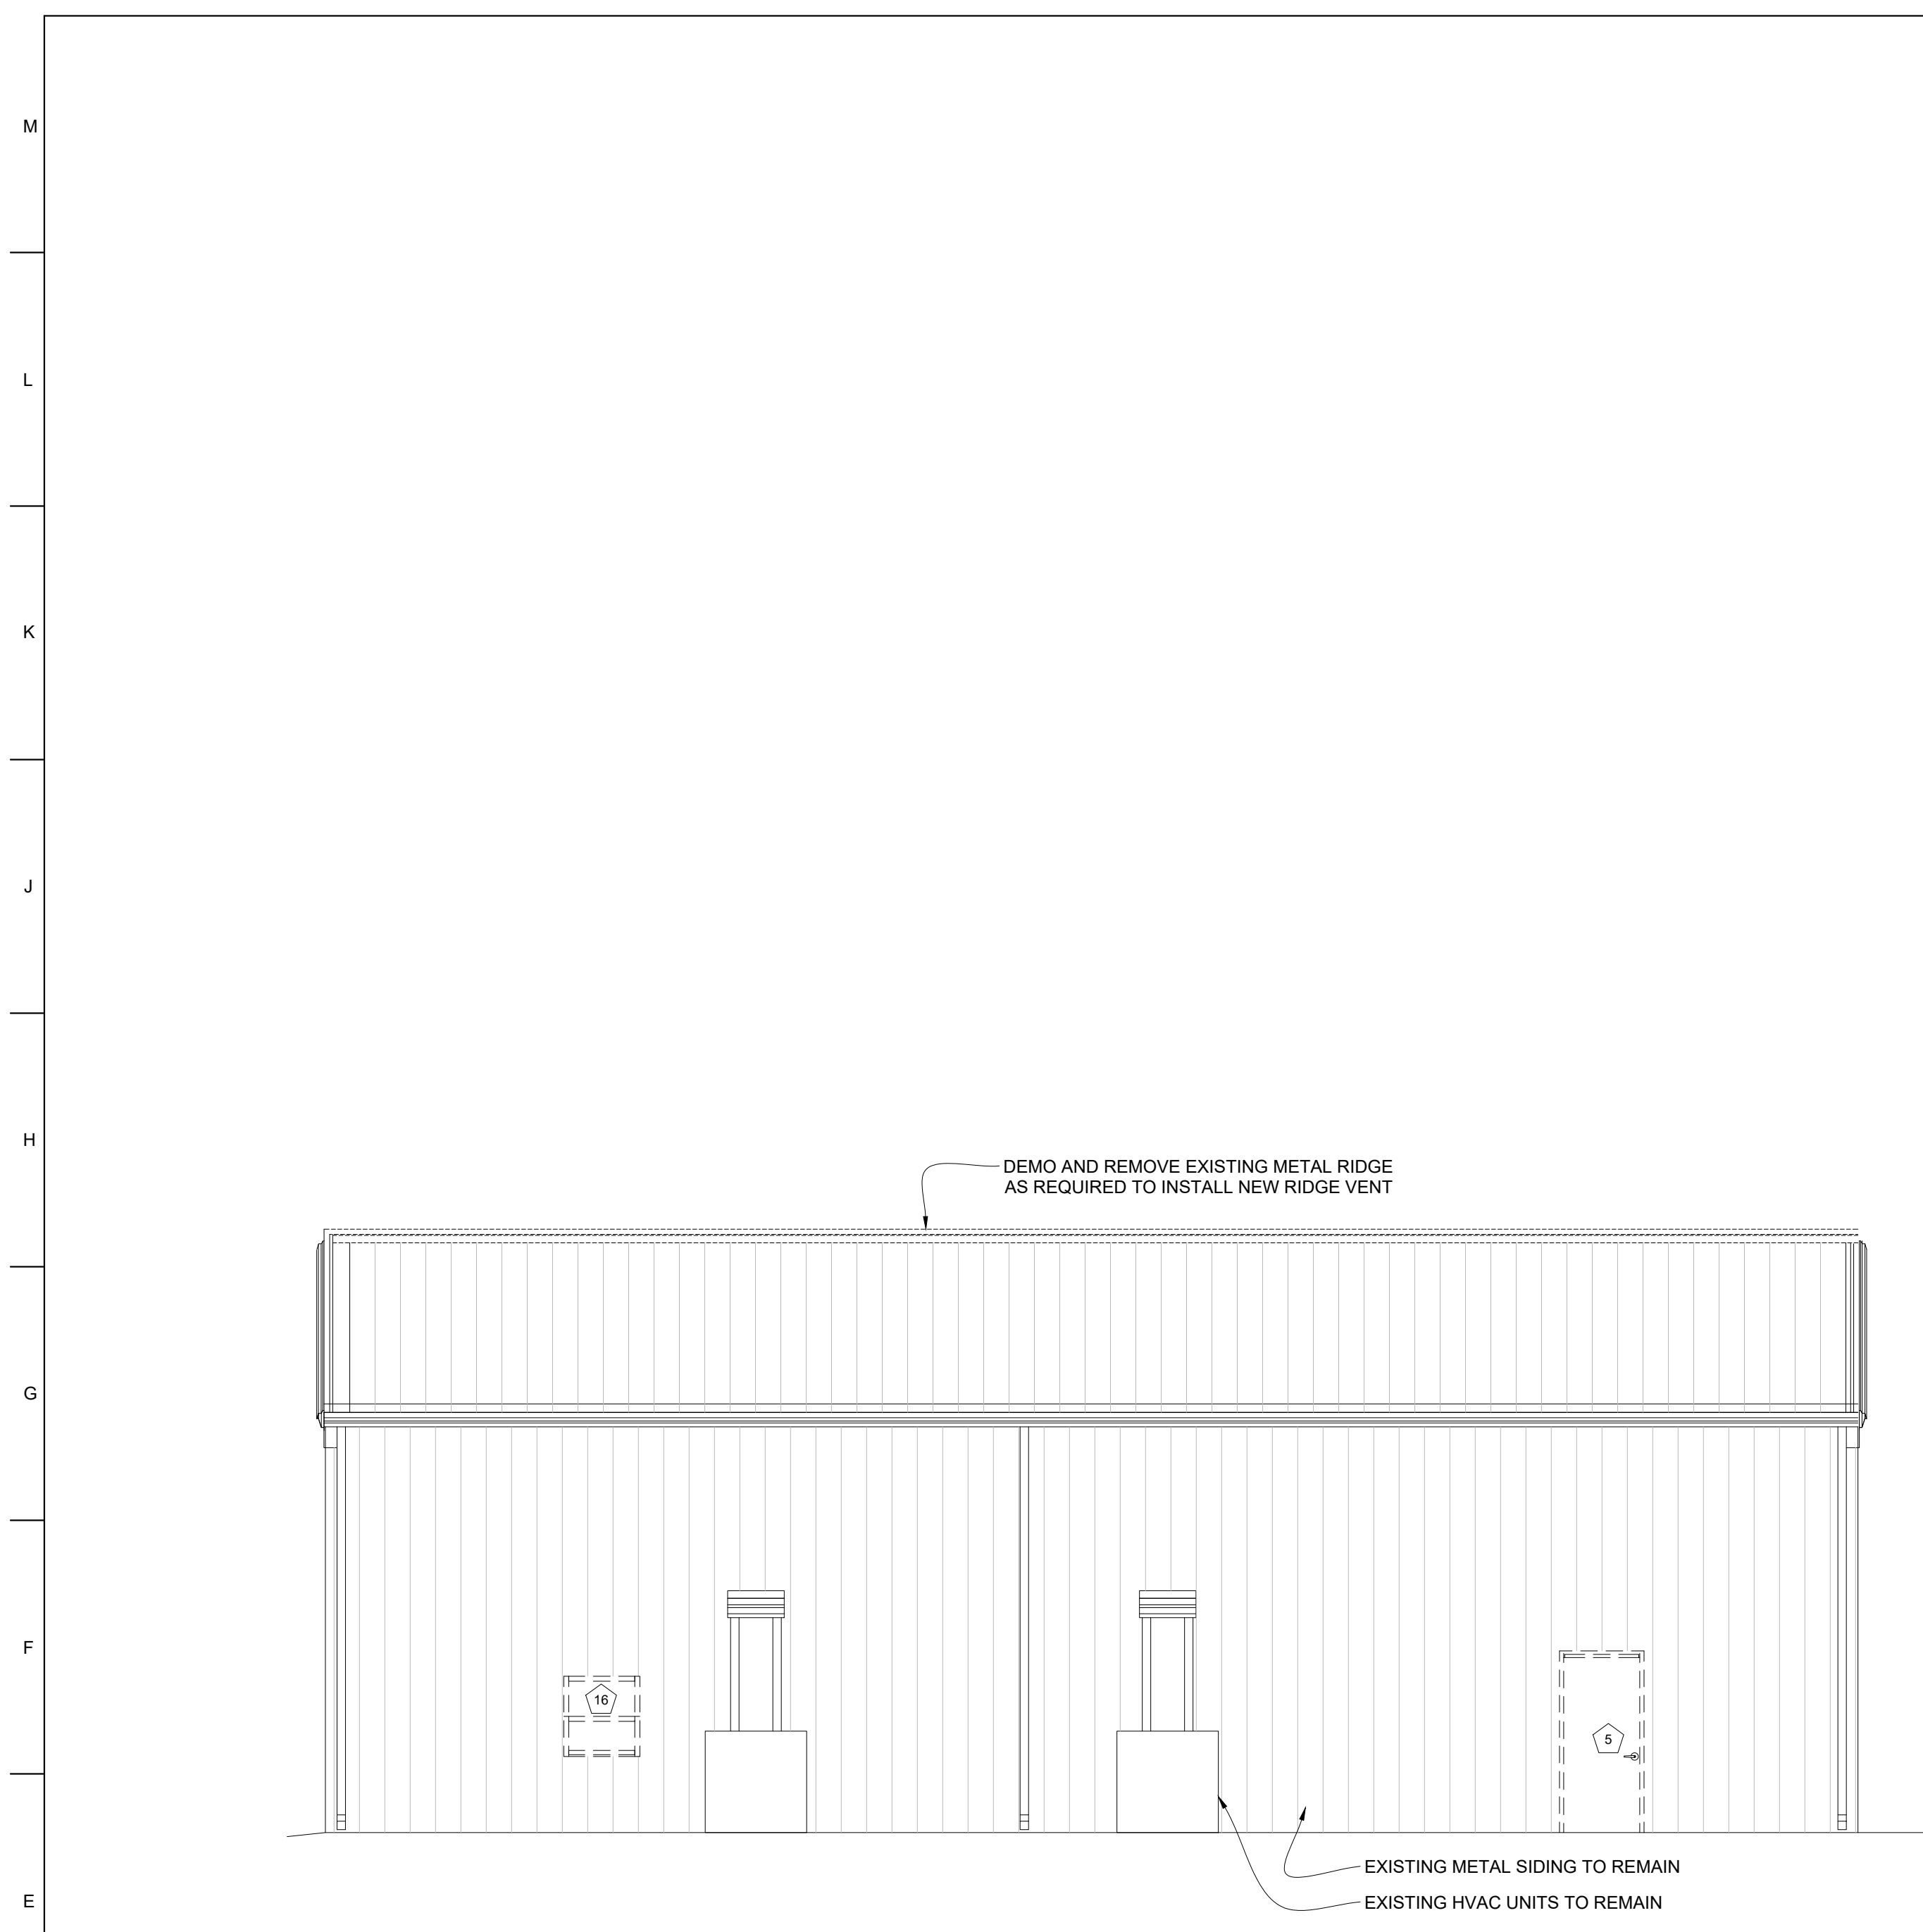 M
L
K
J
H
DEMO AND REMOVE EXISTING METAL RIDGE
AS REQUIRED TO INSTALL NEW RIDGE VENT
G
F
16
5
EXISTING METAL SIDING TO REMAIN
E
EXISTING HVAC UNITS TO REMAIN